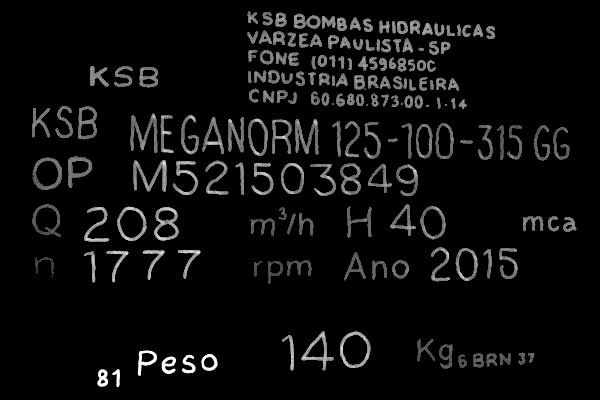 KSB BOMBAS HIDRAULICAS
VARZEA PAULISTA - SP
FONE (011) 4596850C
INDUSTRIA BRASILEIRA
CNPJ 60.680.873.00. 1-14
KSB
KSB MEGANORM 125-100-315 GG
OP M521503849
Q 208 m³/h H 40 mca
n 1777 rpm Ano 2015
81 Peso 140 Kg 6 BRN 37